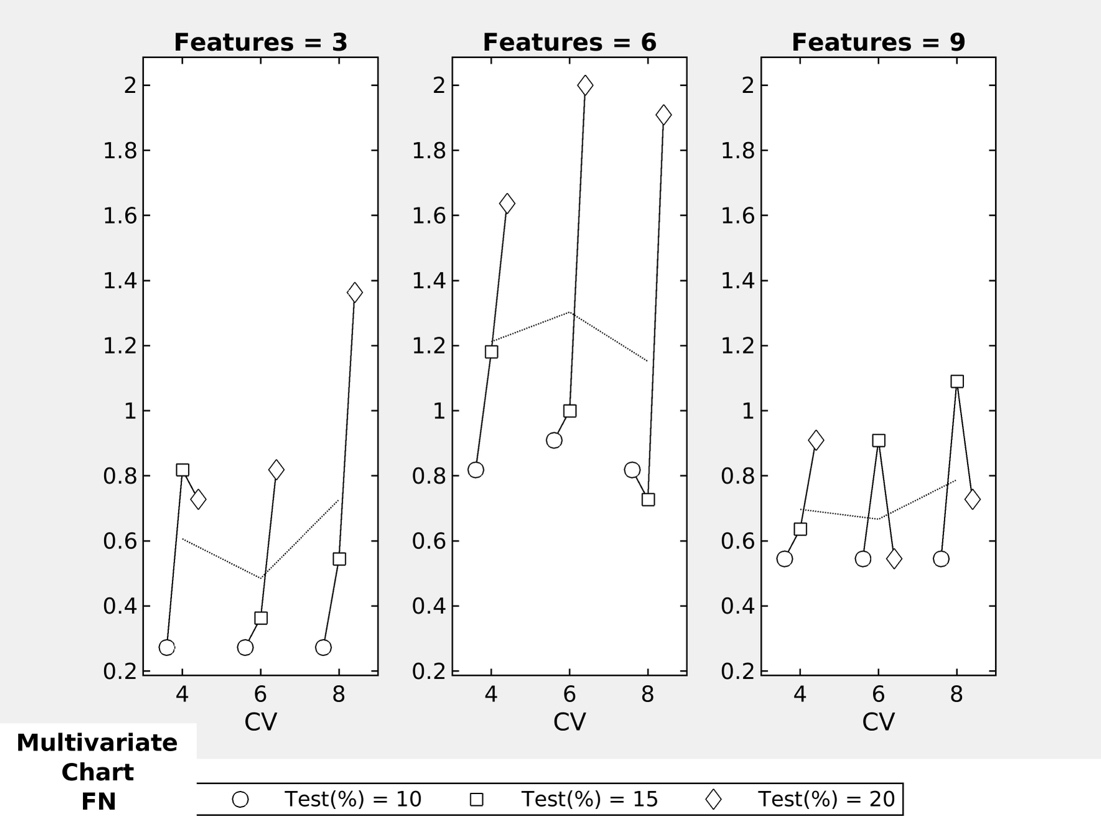 Features = 3
Features = 6
Features = 9
2
1.8
1.6
1.4
1.2
1
0.8
0.6
0.4
0.2
2
1.8
1.6
1.4
1.2
1
0.8
0.6
0.4
0.2
2
1.8
1.6
1.4
1.2
1
0.8
0.6
0.4
0.2
4 6 8
4 6 8
4 6 8
CV
CV
CV
Multivariate
Chart
FN
Test(%) = 10
Test(%) = 15
Test(%) = 20